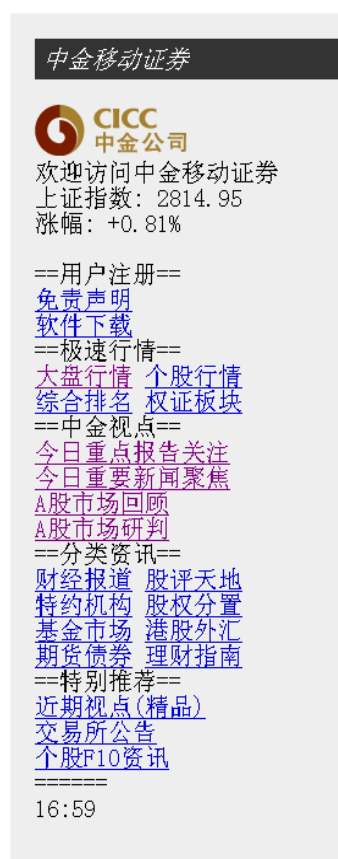 中金移动证券
CICC
中金公司
欢迎访问中金移动证券
上证指数: 2814.95
涨幅: +0.81%
==用户注册==
免责声明
软件下载
==极速行情==
大盘行情 个股行情
综合排名 权证板块
==中金视点==
今日重点报告关注
今日重要新闻聚焦
A股市场回顾
A股市场研判
==分类资讯==
财经报道 股评天地
特约机构 股权分置
基金市场 港股外汇
期货债券 理财指南
==特别推荐==
近期视点(精品)
交易所公告
个股F10资讯
======
16:59